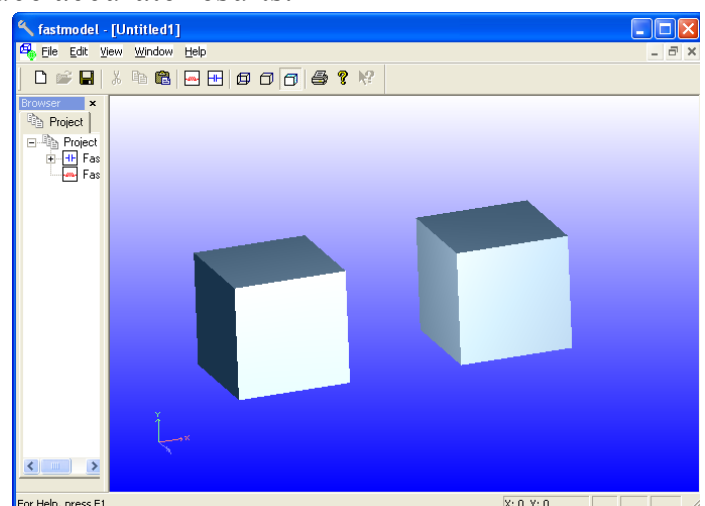 fastmodel - [Untitled1]
File Edit View Window Help
Browser
Project
Project
Fas
Fas
Y
X
For Help, press F1
X: 0 Y: 0